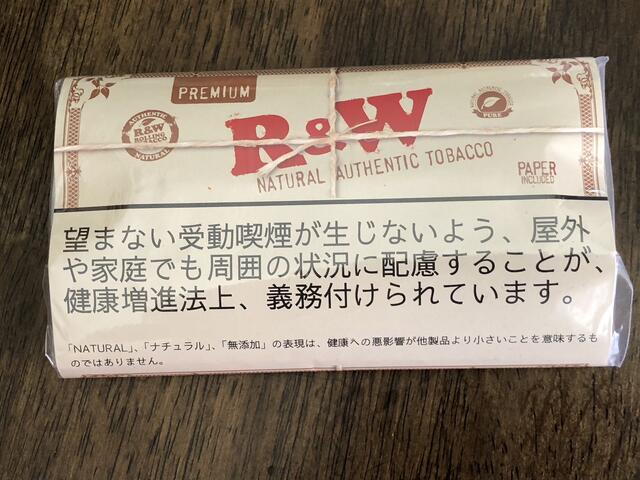 PREMIUM
R&W
NATURAL AUTHENTIC TOBACCO
AUTHENTIC
R&W
ROLLING
TOBACCO
NATURAL
PURE
PAPER
INCLUDED
望まない受動喫煙が生じないよう、屋外
や家庭でも周囲の状況に配慮することが、
健康増進法上、義務付けられています。
「NATURAL」、「ナチュラル」、「無添加」の表現は、健康への悪影響が他製品より小さいことを意味するも
のではありません。